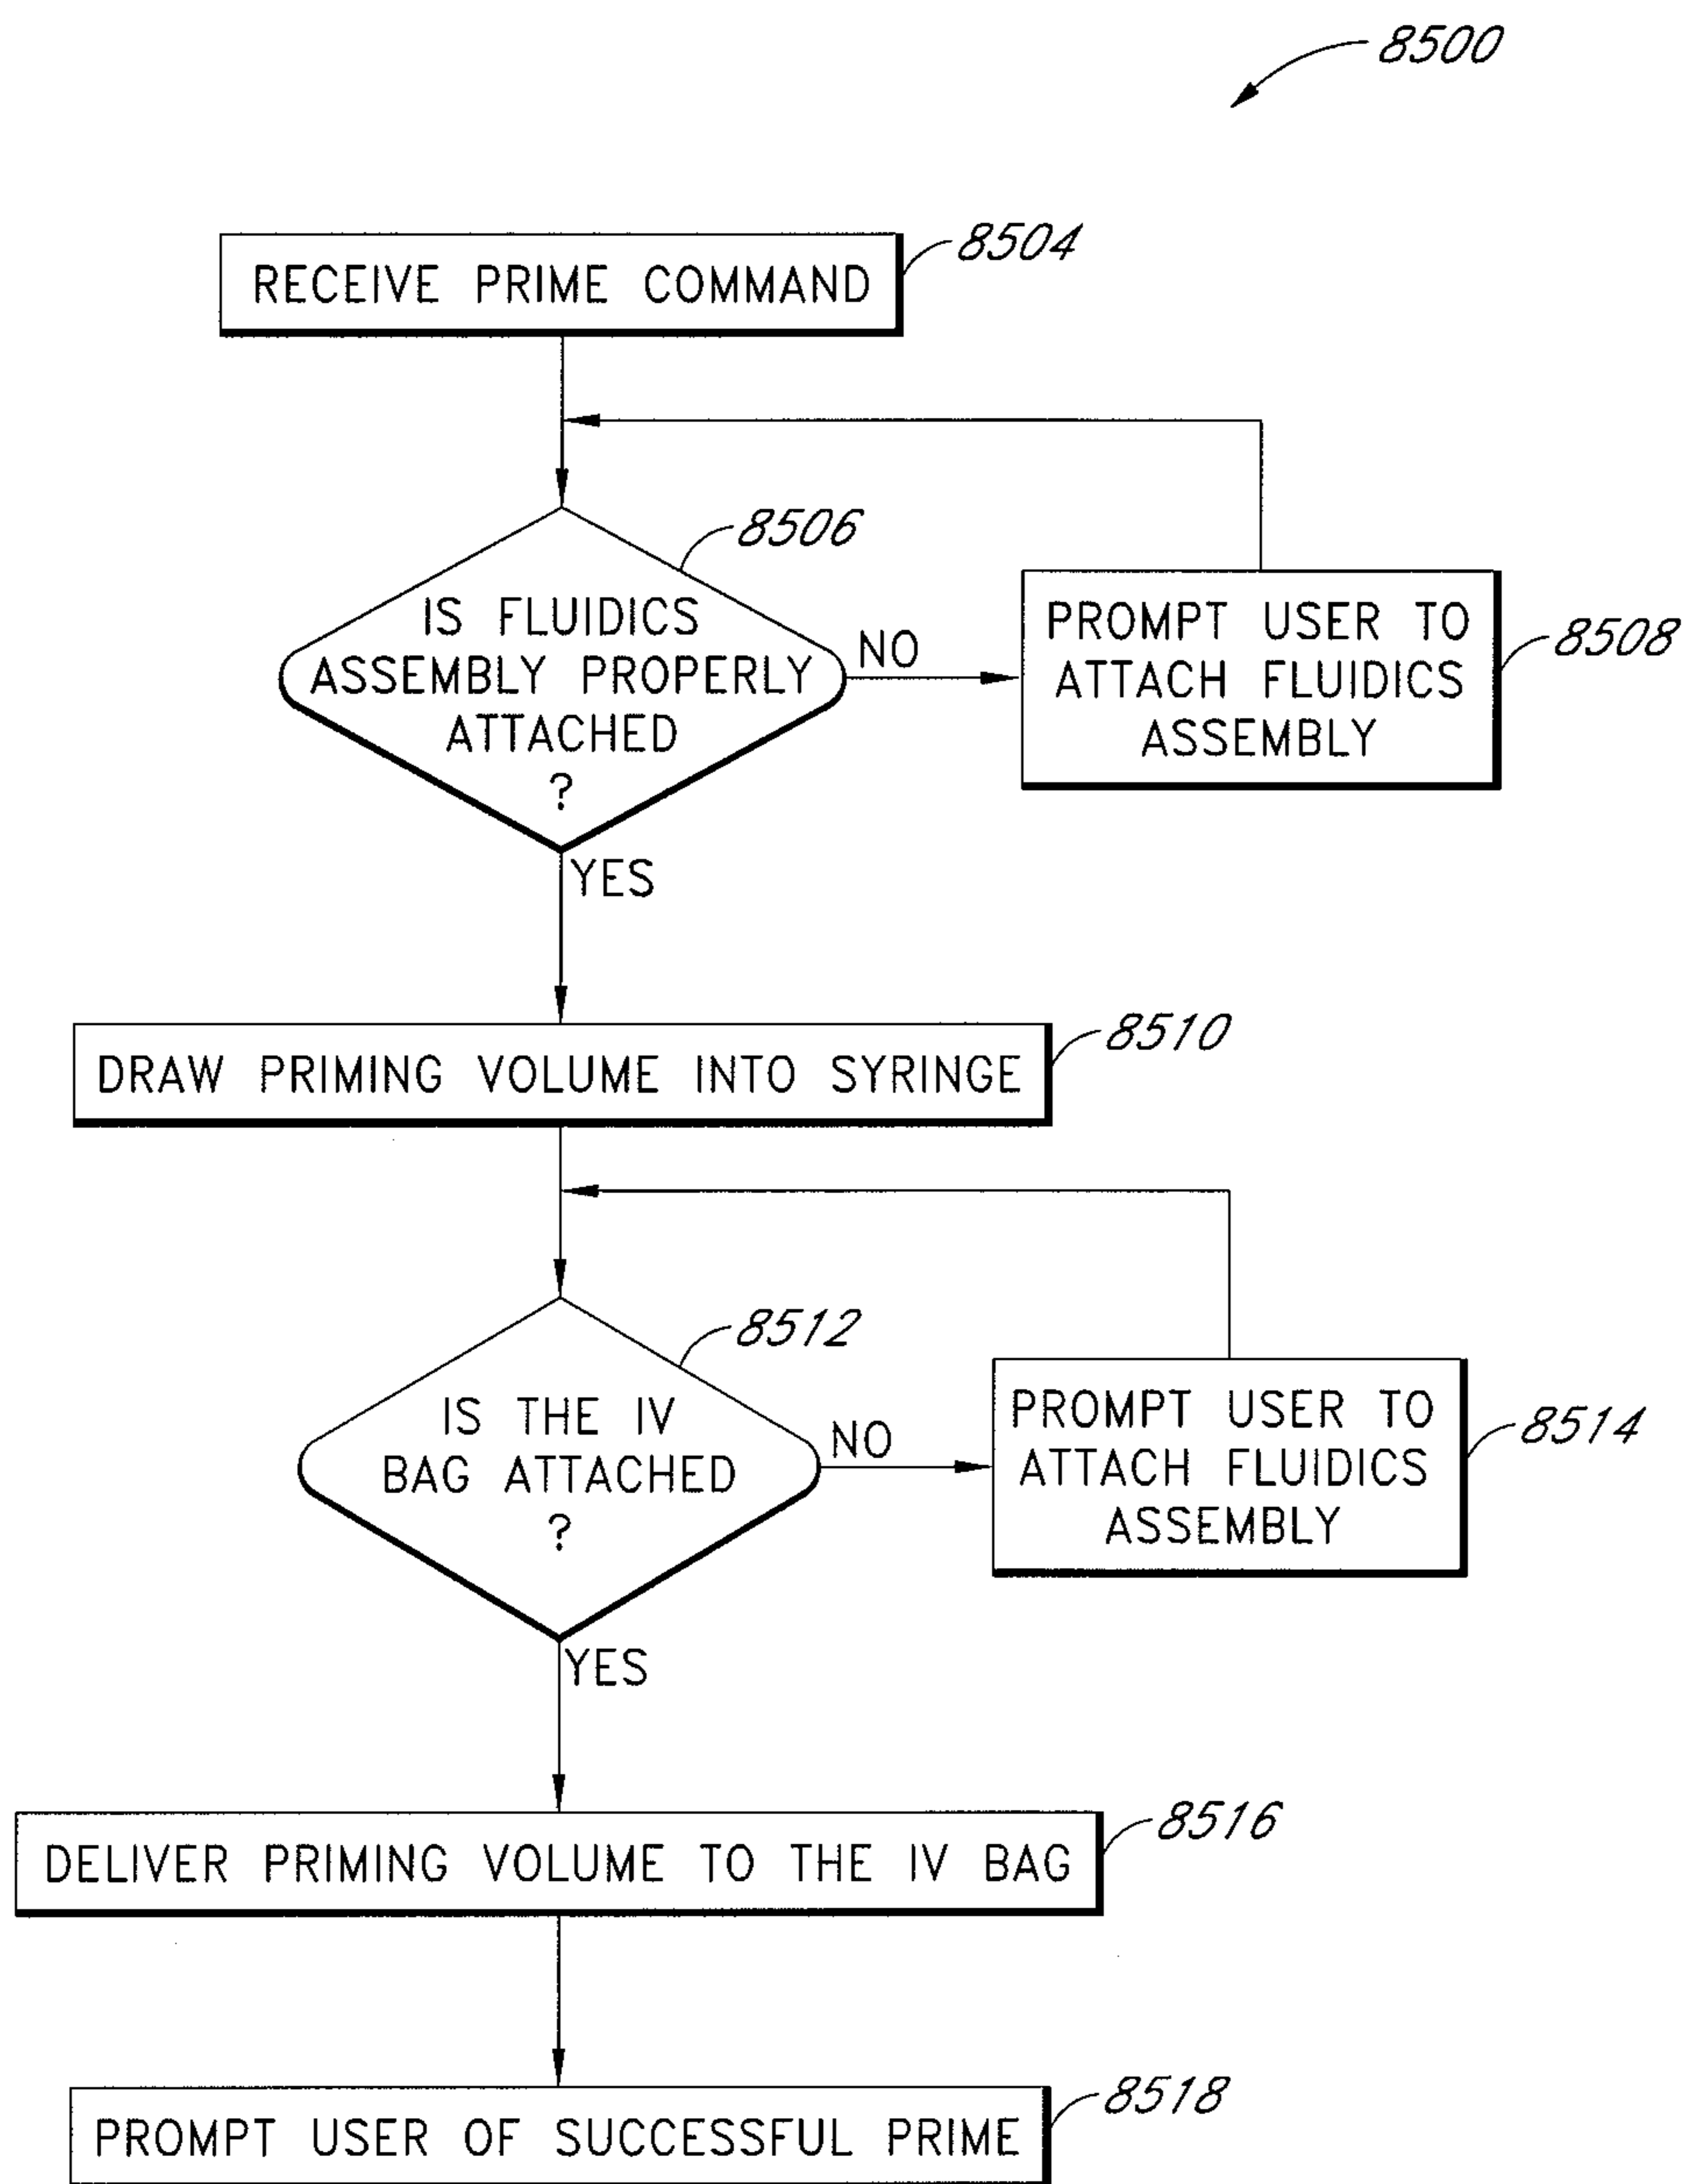 8500
8504
RECEIVE PRIME COMMAND
8506
IS FLUIDICS
ASSEMBLY PROPERLY
ATTACHED
?
NO
PROMPT USER TO
ATTACH FLUIDICS
ASSEMBLY
8508
YES
8510
DRAW PRIMING VOLUME INTO SYRINGE
8512
IS THE IV
BAG ATTACHED
?
NO
PROMPT USER TO
ATTACH FLUIDICS
ASSEMBLY
8514
YES
8516
DELIVER PRIMING VOLUME TO THE IV BAG
8518
PROMPT USER OF SUCCESSFUL PRIME